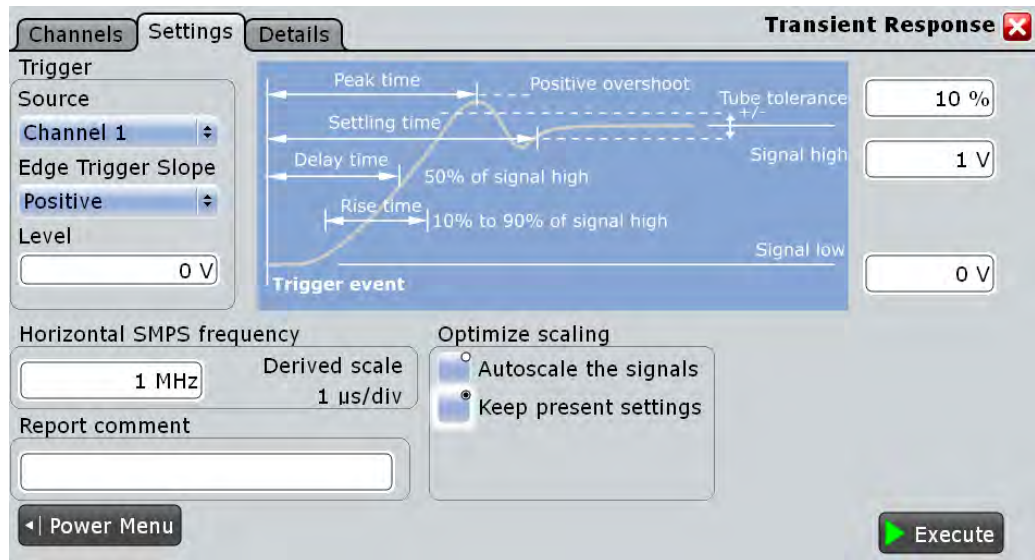 Channels
Settings
Details
Transient Response
Trigger
Source
Channel 1
Edge Trigger Slope
Positive
Level
0 V
Peak time
Positive overshoot
Tube tolerance
+/-
Settling time
Signal high
Delay time
50% of signal high
Rise time
10% to 90% of signal high
Signal low
Trigger event
10 %
1 V
0 V
Horizontal SMPS frequency
1 MHz
Derived scale
1 µs/div
Optimize scaling
Autoscale the signals
Keep present settings
Report comment
Power Menu
Execute